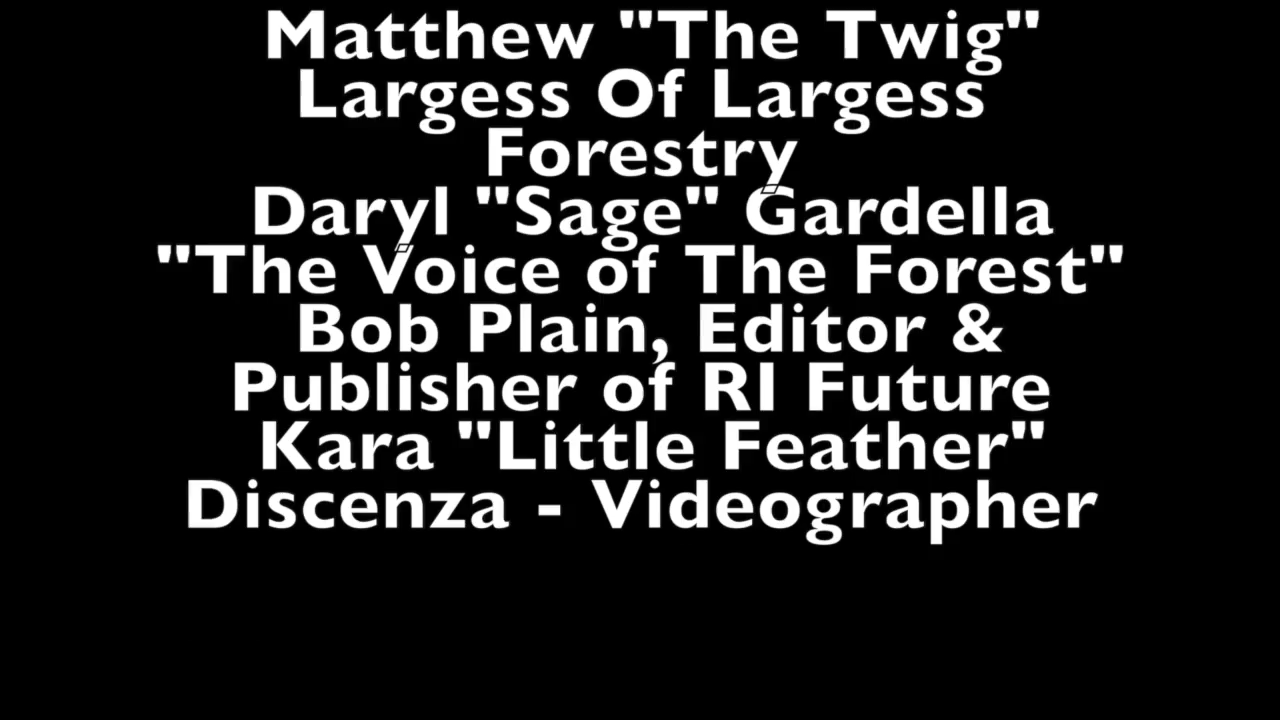 Matthew "The Twig"
Largess Of Largess
Forestry
Daryl "Sage" Gardella
"The Voice of The Forest"
Bob Plain, Editor &
Publisher of RI Future
Kara "Little Feather"
Discenza - Videographer